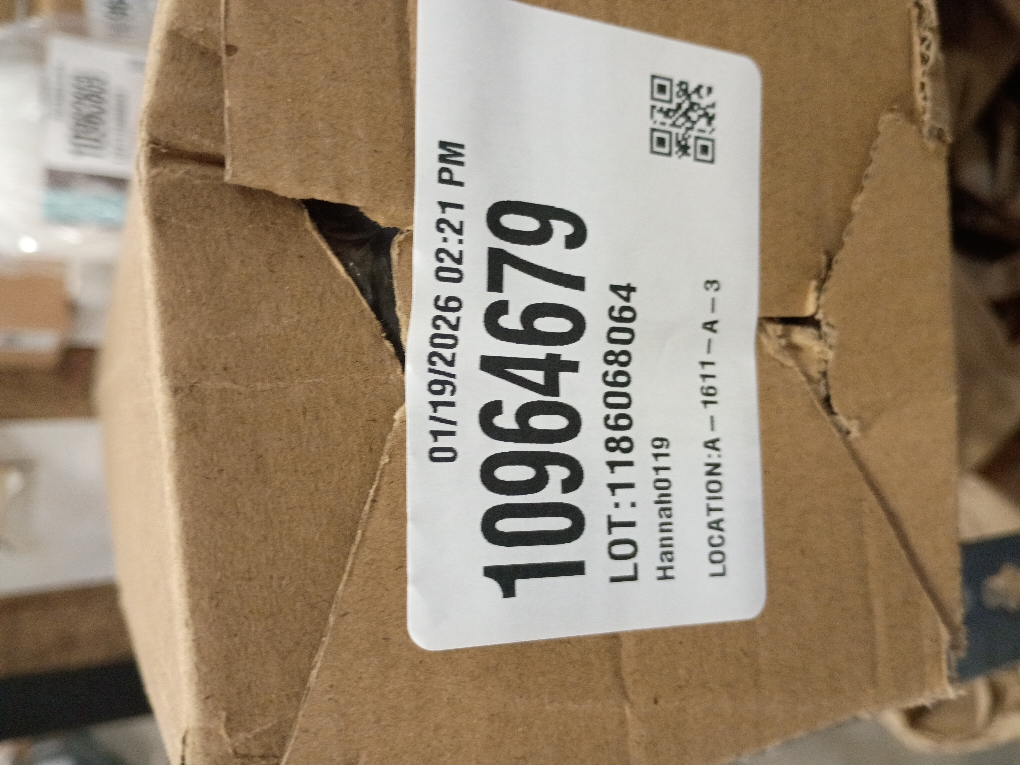 01/19/2026 02:21 PM
10964679
LOT:1186068064
Hannah0119
LOCATION:A-1611-A-3